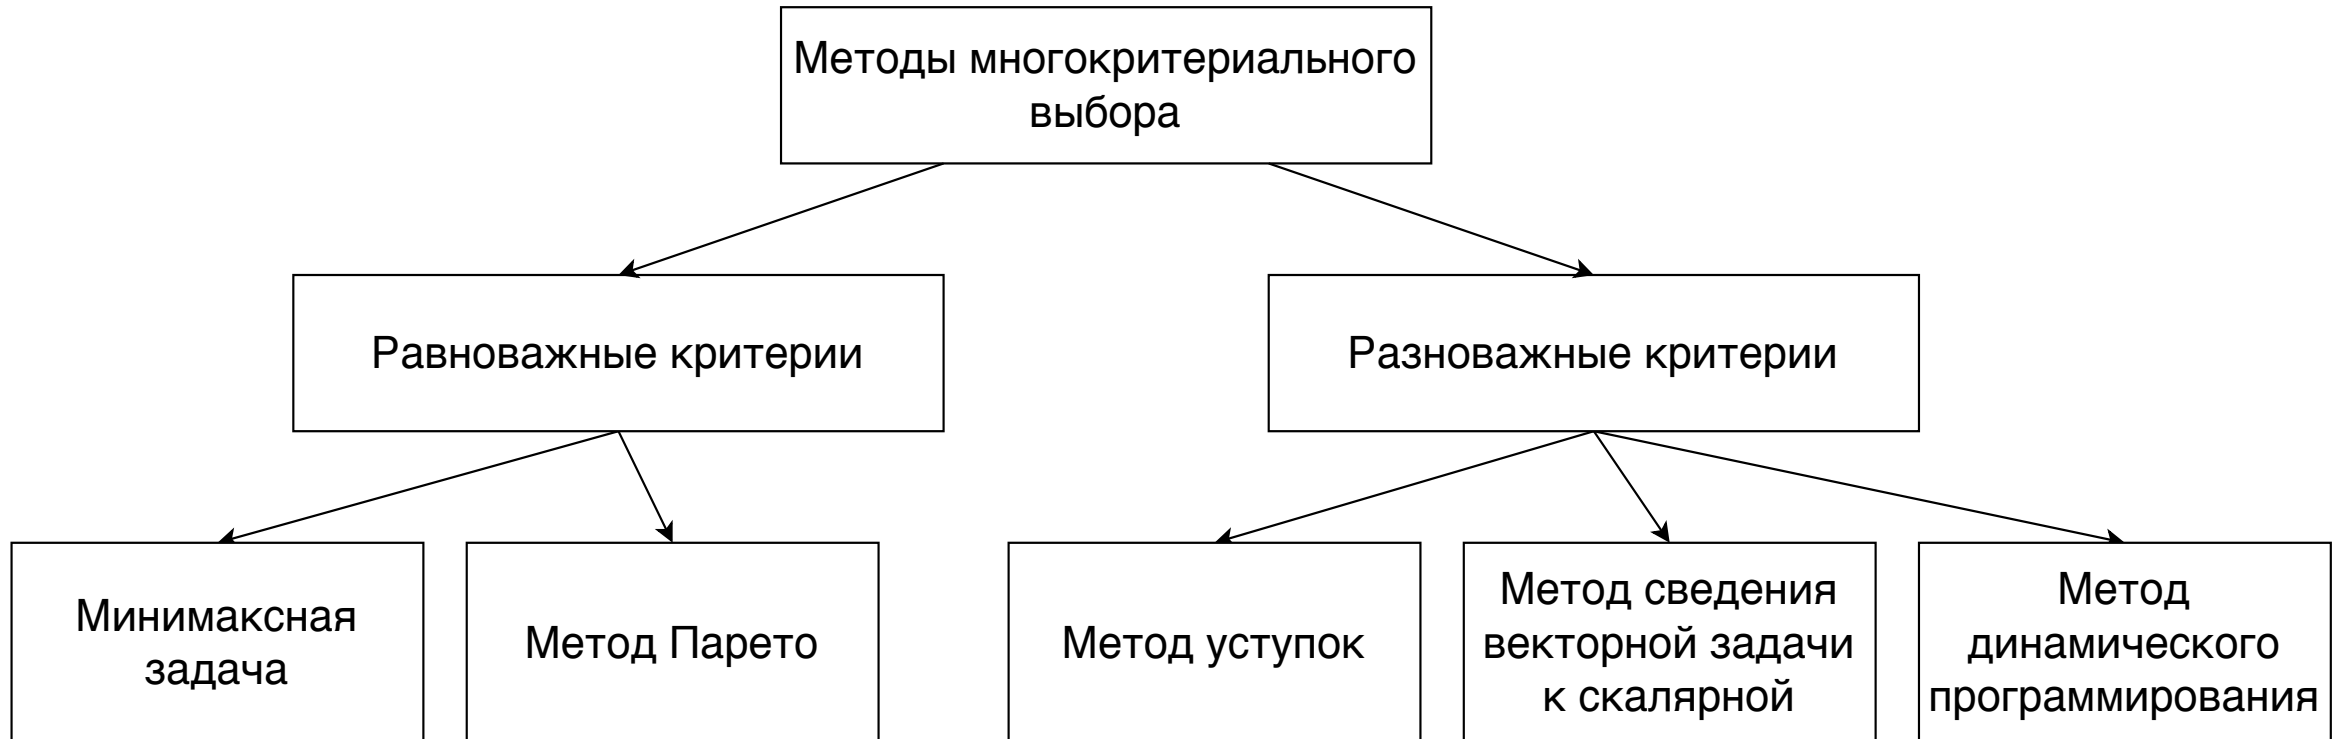 Методы многокритериального
выбора
Равноважные критерии
Разноважные критерии
Минимаксная
задача
Метод Парето
Метод уступок
Метод сведения
векторной задачи
к скалярной
Метод
динамического
программирования